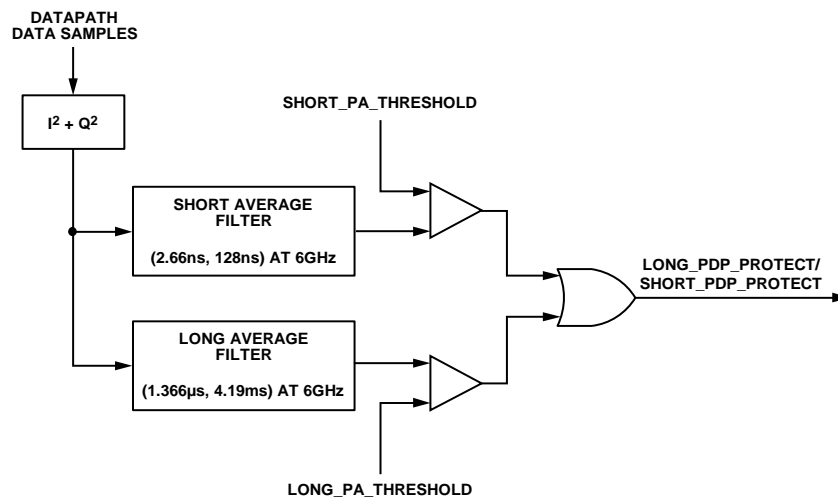 DATAPATH
DATA SAMPLES
I² + Q²
SHORT_PA_THRESHOLD
SHORT AVERAGE
FILTER
(2.66ns, 128ns) AT 6GHz
LONG_PDP_PROTECT/
SHORT_PDP_PROTECT
LONG AVERAGE
FILTER
(1.366µs, 4.19ms) AT 6GHz
LONG_PA_THRESHOLD